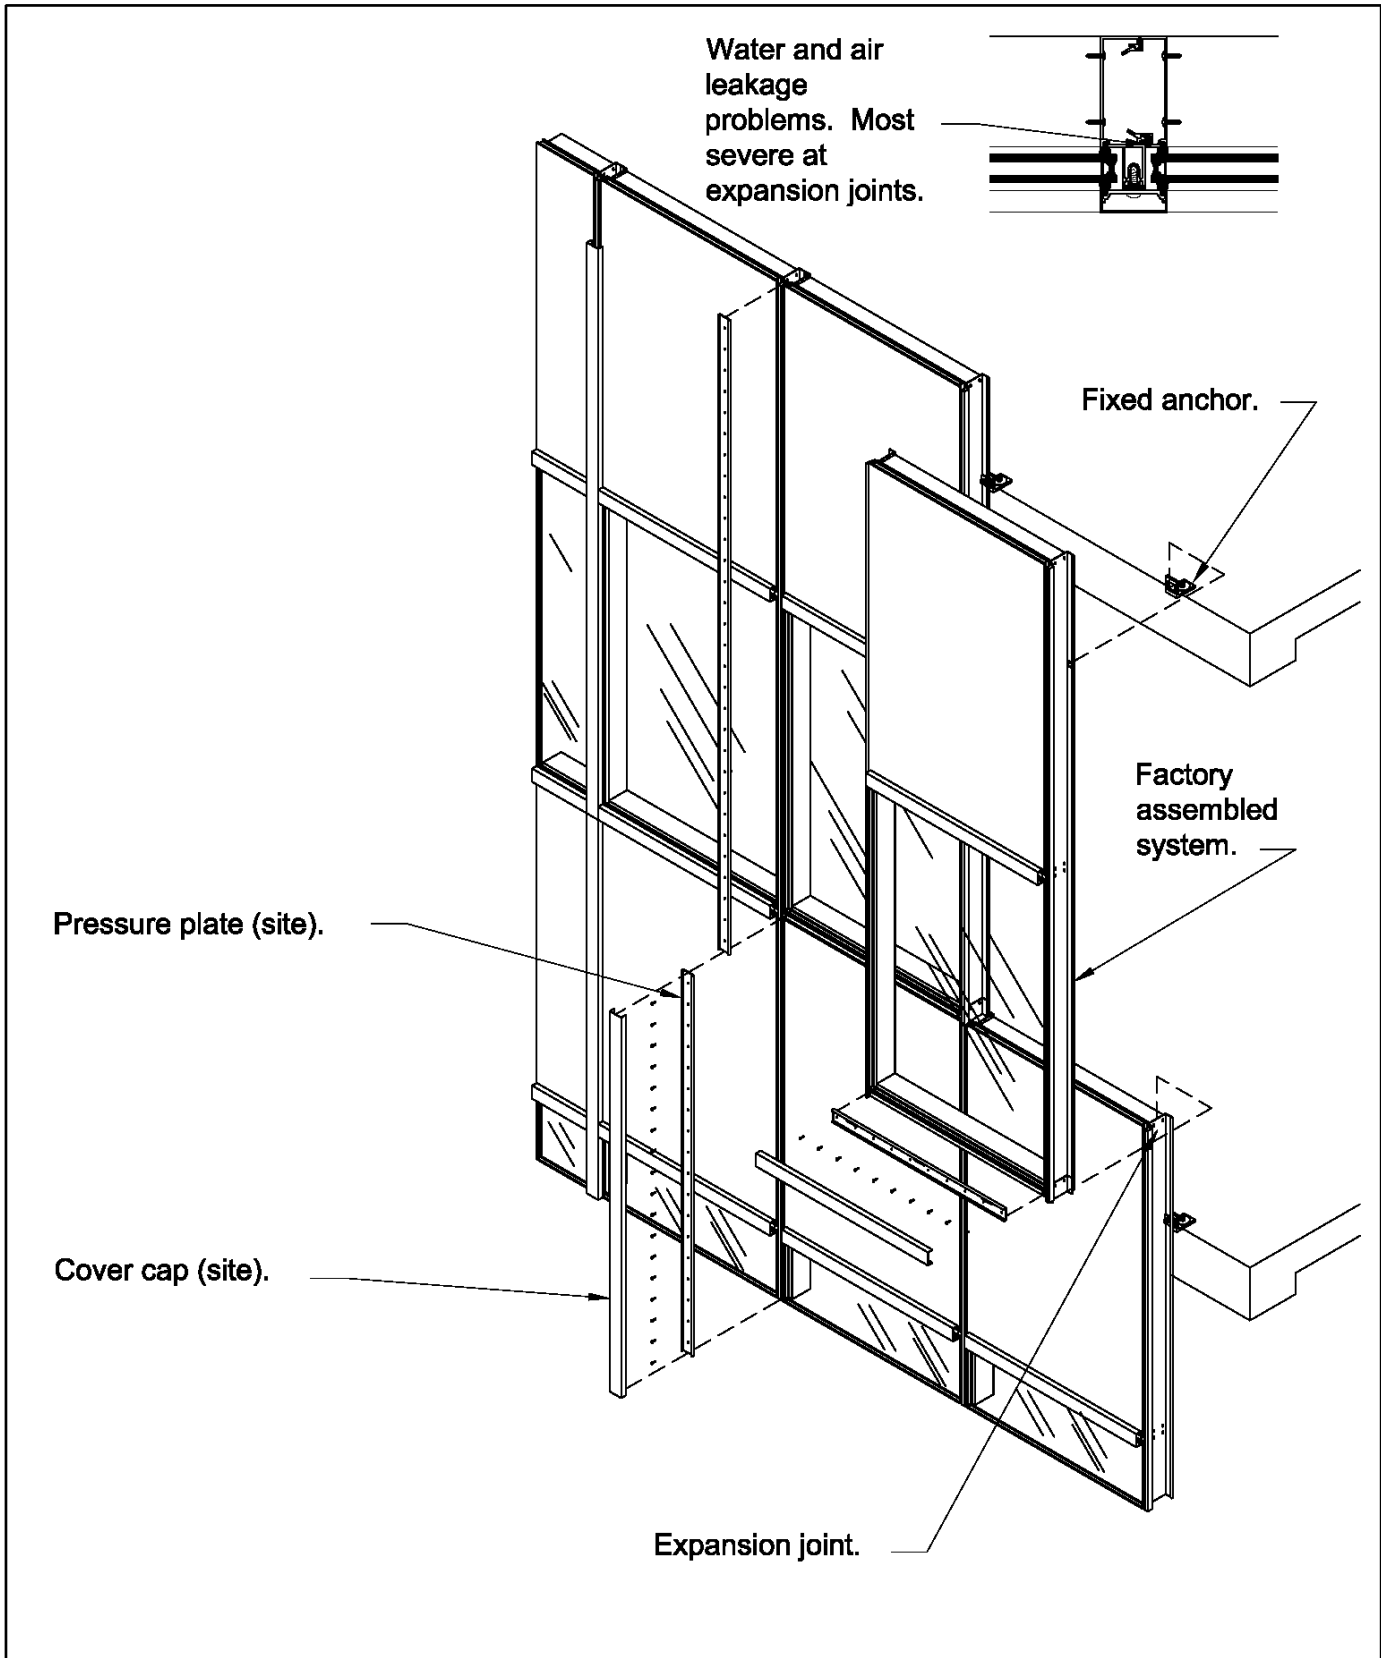 Water and air
leakage
problems.  Most
severe at
expansion joints.
Fixed anchor.
Factory
assembled
system.
Pressure plate (site).
Cover cap (site).
Expansion joint.